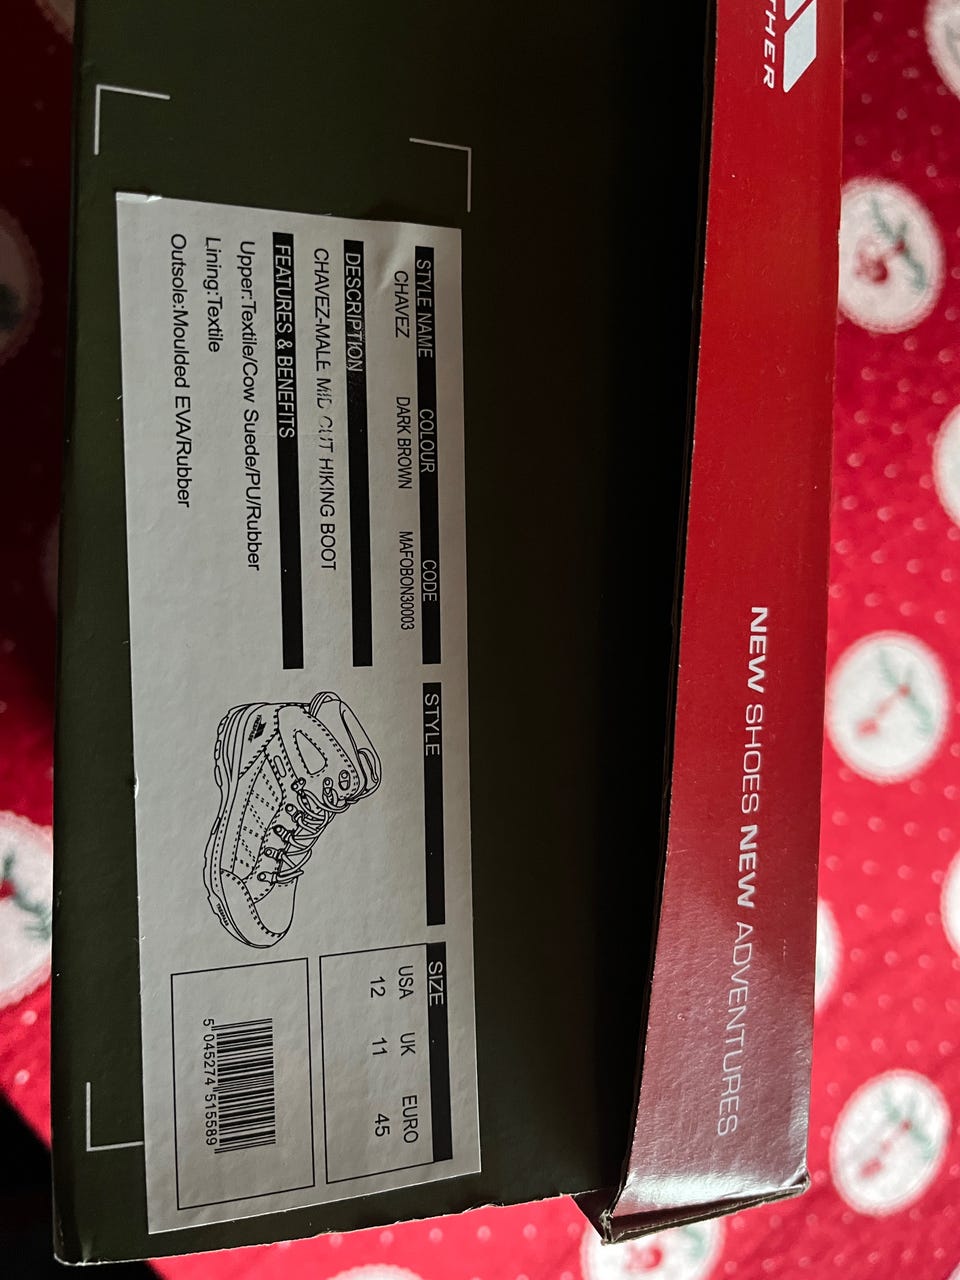 THER
NEW SHOES NEW ADVENTURES
STYLE NAME COLOUR CODE
CHAVEZ DARK BROWN MAFOBON30003
DESCRIPTION
CHAVEZ-MALE MID CUT HIKING BOOT
FEATURES & BENEFITS
Upper:Textile/Cow Suede/PU/Rubber
Lining:Textile
Outsole:Moulded EVA/Rubber
STYLE
TRESPASS
SIZE
USA UK EURO
12 11 45
5 045274 515589